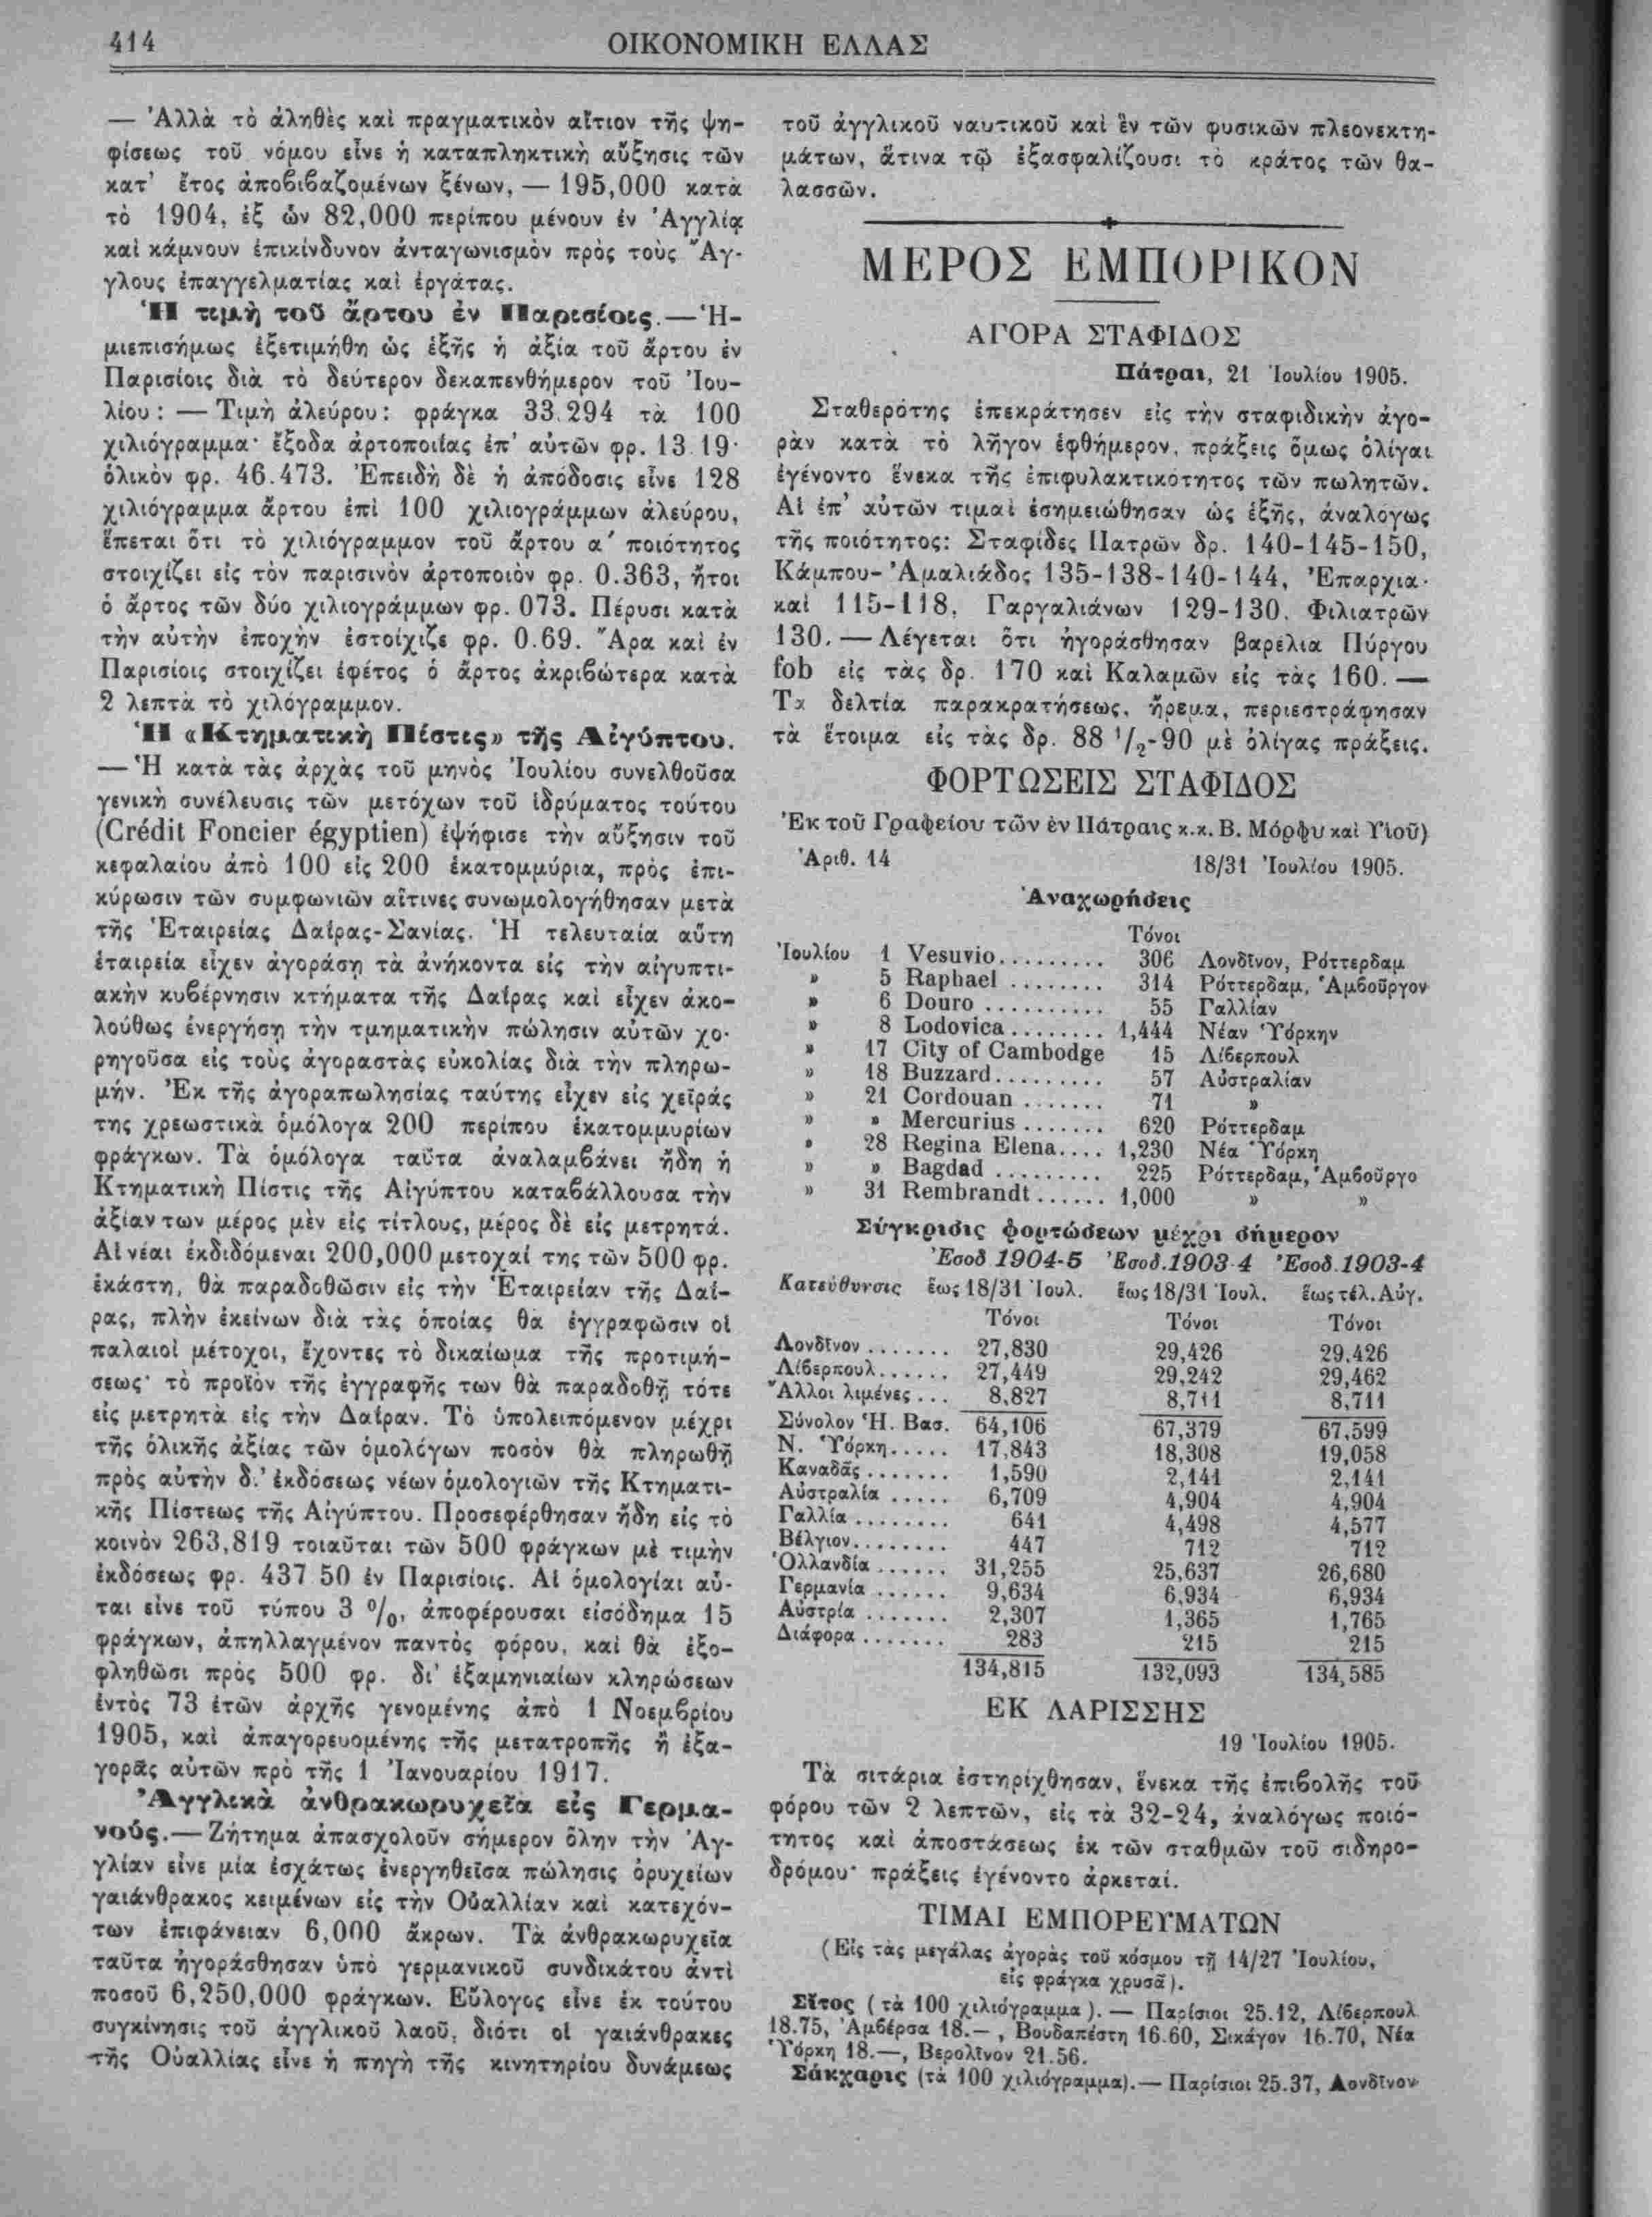 414
ΟΙΚΟΝΟΜΙΚΗ ΕΛΛΑΣ
— Ἀλλὰ τὸ ἀληθὲς καὶ πραγματικὸν αἴτιον τῆς ψη-
φίσεως τοῦ νόμου εἶνε ἡ καταπληκτικὴ αὔξησις τῶν
κατ' ἔτος ἀποβιβαζομένων ξένων, — 195,000 κατὰ
τὸ 1904, ἐξ ὧν 82,000 περίπου μένουν ἐν Ἀγγλίᾳ
καὶ κάμνουν ἐπικίνδυνον ἀνταγωνισμὸν πρὸς τοὺς Ἄγ-
γλους ἐπαγγελματίας καὶ ἐργάτας.
Ἡ τιμὴ τοῦ ἄρτου ἐν Παρισίοις.—Ἡ-
μιεπισήμως ἐξετιμήθη ὡς ἑξῆς ἡ ἀξία τοῦ ἄρτου ἐν
Παρισίοις διὰ τὸ δεύτερον δεκαπενθήμερον τοῦ Ἰου-
λίου: — Τιμὴ ἀλεύρου: φράγκα 33.294 τὰ 100
χιλιόγραμμα· ἔξοδα ἀρτοποιίας ἐπ' αὐτῶν φρ. 13 19·
ὁλικὸν φρ. 46.473. Ἐπειδὴ δὲ ἡ ἀπόδοσις εἶνε 128
χιλιόγραμμα ἄρτου ἐπὶ 100 χιλιογράμμων ἀλεύρου,
ἕπεται ὅτι τὸ χιλιόγραμμον τοῦ ἄρτου α' ποιότητος
στοιχίζει εἰς τὸν παρισινὸν ἀρτοποιὸν φρ. 0.363, ἤτοι
ὁ ἄρτος τῶν δύο χιλιογράμμων φρ. 073. Πέρυσι κατὰ
τὴν αὐτὴν ἐποχὴν ἐστοίχιζε φρ. 0.69. Ἄρα καὶ ἐν
Παρισίοις στοιχίζει ἐφέτος ὁ ἄρτος ἀκριβώτερα κατὰ
2 λεπτὰ τὸ χιλόγραμμον.
Ἡ «Κτηματικὴ Πίστις» τῆς Αἰγύπτου.
— Ἡ κατὰ τὰς ἀρχὰς τοῦ μηνὸς Ἰουλίου συνελθοῦσα
γενικὴ συνέλευσις τῶν μετόχων τοῦ ἱδρύματος τούτου
(Crédit Foncier égyptien) ἐψήφισε τὴν αὔξησιν τοῦ
κεφαλαίου ἀπὸ 100 εἰς 200 ἑκατομμύρια, πρὸς ἐπι-
κύρωσιν τῶν συμφωνιῶν αἵτινες συνωμολογήθησαν μετὰ
τῆς Ἑταιρείας Δαΐρας-Σανίας. Ἡ τελευταία αὕτη
ἑταιρεία εἶχεν ἀγοράσῃ τὰ ἀνήκοντα εἰς τὴν αἰγυπτι-
ακὴν κυβέρνησιν κτήματα τῆς Δαΐρας καὶ εἶχεν ἀκο-
λούθως ἐνεργήσῃ τὴν τμηματικὴν πώλησιν αὐτῶν χο-
ρηγοῦσα εἰς τοὺς ἀγοραστὰς εὐκολίας διὰ τὴν πληρω-
μήν. Ἐκ τῆς ἀγοραπωλησίας ταύτης εἶχεν εἰς χεῖράς
της χρεωστικὰ ὁμόλογα 200 περίπου ἑκατομμυρίων
φράγκων. Τὰ ὁμόλογα ταῦτα ἀναλαμβάνει ἤδη ἡ
Κτηματικὴ Πίστις τῆς Αἰγύπτου καταβάλλουσα τὴν
ἀξίαν των μέρος μὲν εἰς τίτλους, μέρος δὲ εἰς μετρητά.
Αἱ νέαι ἐκδιδόμεναι 200,000 μετοχαί της τῶν 500 φρ.
ἑκάστη, θὰ παραδοθῶσιν εἰς τὴν Ἑταιρείαν τῆς Δαΐ-
ρας, πλὴν ἐκείνων διὰ τὰς ὁποίας θὰ ἐγγραφῶσιν οἱ
παλαιοὶ μέτοχοι, ἔχοντες τὸ δικαίωμα τῆς προτιμή-
σεως· τὸ προϊὸν τῆς ἐγγραφῆς των θὰ παραδοθῇ τότε
εἰς μετρητὰ εἰς τὴν Δαΐραν. Τὸ ὑπολειπόμενον μέχρι
τῆς ὁλικῆς ἀξίας τῶν ὁμολόγων ποσὸν θὰ πληρωθῇ
πρὸς αὐτὴν δ.' ἐκδόσεως νέων ὁμολογιῶν τῆς Κτηματι-
κῆς Πίστεως τῆς Αἰγύπτου. Προσεφέρθησαν ἤδη εἰς τὸ
κοινὸν 263,819 τοιαῦται τῶν 500 φράγκων μὲ τιμὴν
ἐκδόσεως φρ. 437 50 ἐν Παρισίοις. Αἱ ὁμολογίαι αὗ-
ται εἶνε τοῦ τύπου 3 %, ἀποφέρουσαι εἰσόδημα 15
φράγκων, ἀπηλλαγμένον παντὸς φόρου, καὶ θὰ ἐξο-
φληθῶσι πρὸς 500 φρ. δι' ἑξαμηνιαίων κληρώσεων
ἐντὸς 73 ἐτῶν ἀρχῆς γενομένης ἀπὸ 1 Νοεμβρίου
1905, καὶ ἀπαγορευομένης τῆς μετατροπῆς ἢ ἐξα-
γορᾶς αὐτῶν πρὸ τῆς 1 Ἰανουαρίου 1917.
Ἀγγλικὰ ἀνθρακωρυχεῖα εἰς Γερμα-
νούς.—Ζήτημα ἀπασχολοῦν σήμερον ὅλην τὴν Ἀγ-
γλίαν εἶνε μία ἐσχάτως ἐνεργηθεῖσα πώλησις ὀρυχείων
γαιάνθρακος κειμένων εἰς τὴν Οὐαλλίαν καὶ κατεχόν-
των ἐπιφάνειαν 6,000 ἄκρων. Τὰ ἀνθρακωρυχεῖα
ταῦτα ἠγοράσθησαν ὑπὸ γερμανικοῦ συνδικάτου ἀντὶ
ποσοῦ 6,250,000 φράγκων. Εὔλογος εἶνε ἐκ τούτου
συγκίνησις τοῦ ἀγγλικοῦ λαοῦ, διότι οἱ γαιάνθρακες
τῆς Οὐαλλίας εἶνε ἡ πηγὴ τῆς κινητηρίου δυνάμεως
τοῦ ἀγγλικοῦ ναυτικοῦ καὶ ἓν τῶν φυσικῶν πλεονεκτη-
μάτων, ἅτινα τῷ ἐξασφαλίζουσι τὸ κράτος τῶν θα-
λασσῶν.
ΜΕΡΟΣ ΕΜΠΟΡΙΚΟΝ
ΑΓΟΡΑ ΣΤΑΦΙΔΟΣ
Πάτραι, 21 Ἰουλίου 1905.
Σταθερότης ἐπεκράτησεν εἰς τὴν σταφιδικὴν ἀγο-
ρὰν κατὰ τὸ λῆγον ἑφθήμερον, πράξεις ὅμως ὀλίγαι
ἐγένοντο ἕνεκα τῆς ἐπιφυλακτικότητος τῶν πωλητῶν.
Αἱ ἐπ' αὐτῶν τιμαὶ ἐσημειώθησαν ὡς ἑξῆς, ἀναλόγως
τῆς ποιότητος: Σταφίδες Πατρῶν δρ. 140-145-150,
Κάμπου-Ἀμαλιάδος 135-138-140-144, Ἐπαρχια·
καὶ 115-118, Γαργαλιάνων 129-130. Φιλιατρῶν
130. — Λέγεται ὅτι ἠγοράσθησαν βαρέλια Πύργου
fob εἰς τὰς δρ. 170 καὶ Καλαμῶν εἰς τὰς 160. —
Τὰ δελτία παρακρατήσεως, ἤρεμα, περιεστράφησαν
τὰ ἕτοιμα εἰς τὰς δρ. 88 1/2-90 μὲ ὀλίγας πράξεις.
ΦΟΡΤΩΣΕΙΣ ΣΤΑΦΙΔΟΣ
Ἐκ τοῦ Γραφείου τῶν ἐν Πάτραις κ.κ. Β. Μόρφυ καὶ Υἱοῦ)
Ἀριθ. 14 18/31 Ἰουλίου 1905.
Ἀναχωρήσεις
Τόνοι
Ἰουλίου 1 Vesuvio......... 306 Λονδῖνον, Ρόττερδαμ
» 5 Raphael ........ 314 Ρόττερδαμ, Ἀμβοῦργον
» 6 Douro .......... 55 Γαλλίαν
» 8 Lodovica........ 1,444 Νέαν Ὑόρκην
» 17 City of Cambodge 15 Λίβερπουλ
» 18 Buzzard......... 57 Αὐστραλίαν
» 21 Cordouan ....... 71 »
» » Mercurius ....... 620 Ρόττερδαμ
» 28 Regina Elena.... 1,230 Νέα Ὑόρκη
» » Bagdad ......... 225 Ρόττερδαμ, Ἀμβοῦργο
» 31 Rembrandt...... 1,000 » »
Σύγκρισις φορτώσεων μέχρι σήμερον
Ἐσοδ 1904-5 Ἐσοδ.1903 4 Ἐσοδ.1903-4
Κατεύθυνσις ἕως 18/31 Ἰουλ. ἕως 18/31 Ἰουλ. ἕως τέλ. Αὐγ.
Τόνοι Τόνοι Τόνοι
Λονδῖνον....... 27,830 29,426 29,426
Λίβερπουλ...... 27,449 29,242 29,462
Ἄλλοι λιμένες... 8,827 8,711 8,711
Σύνολον Ἡ. Βασ. 64,106 67,379 67,599
Ν. Ὑόρκη..... 17,843 18,308 19,058
Καναδᾶς....... 1,590 2,141 2,141
Αὐστραλία ..... 6,709 4,904 4,904
Γαλλία........ 641 4,498 4,577
Βέλγιον........ 447 712 712
Ὁλλανδία...... 31,255 25,637 26,680
Γερμανία ...... 9,634 6,934 6,934
Αὐστρία ....... 2,307 1,365 1,765
Διάφορα....... 283 215 215
134,815 132,093 134,585
ΕΚ ΛΑΡΙΣΣΗΣ
19 Ἰουλίου 1905.
Τὰ σιτάρια ἐστηρίχθησαν, ἕνεκα τῆς ἐπιβολῆς τοῦ
φόρου τῶν 2 λεπτῶν, εἰς τὰ 32-24, ἀναλόγως ποιό-
τητος καὶ ἀποστάσεως ἐκ τῶν σταθμῶν τοῦ σιδηρο-
δρόμου· πράξεις ἐγένοντο ἀρκεταί.
ΤΙΜΑΙ ΕΜΠΟΡΕΥΜΑΤΩΝ
(Εἰς τὰς μεγάλας ἀγορὰς τοῦ κόσμου τῇ 14/27 Ἰουλίου,
εἰς φράγκα χρυσᾶ).
Σῖτος (τὰ 100 χιλιόγραμμα). — Παρίσιοι 25.12, Λίβερπουλ
18.75, Ἀμβέρσα 18.—, Βουδαπέστη 16.60, Σικάγον 16.70, Νέα
Ὑόρκη 18.—, Βερολῖνον 21.56.
Σάκχαρις (τὰ 100 χιλιόγραμμα).— Παρίσιοι 25.37, Λονδῖνον